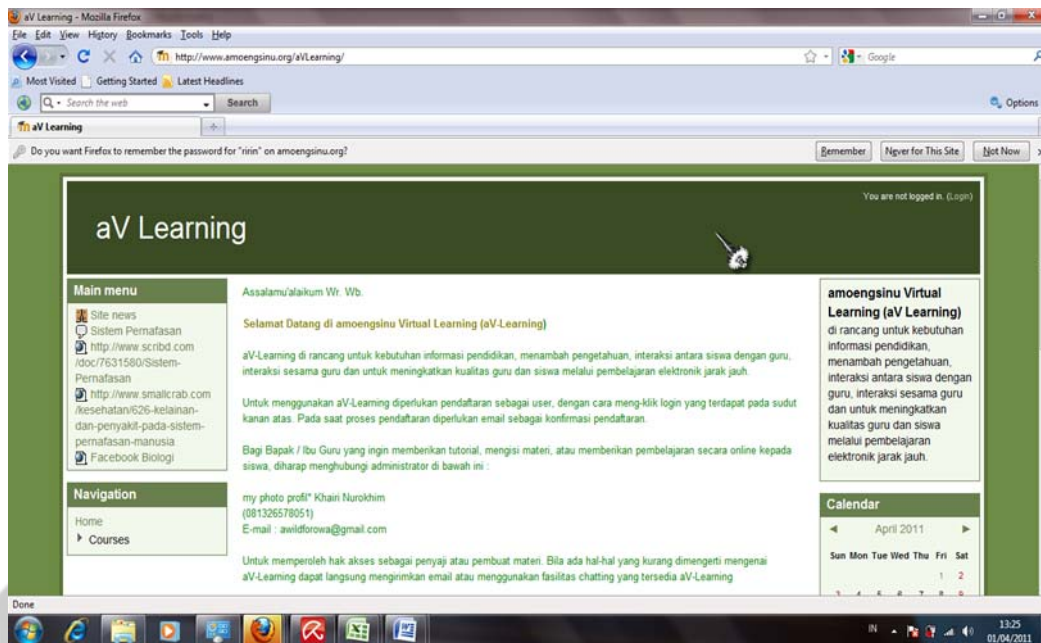 aV Learning - Mozilla Firefox
File Edit View History Bookmarks Tools Help
http://www.amoengsinu.org/aVLearning/
Google
Most Visited Getting Started Latest Headlines
Search the web
Search
Options
aV Learning
Do you want Firefox to remember the password for "ririn" on amoengsinu.org?
Remember
Never for This Site
Not Now
You are not logged in. (Login)
aV Learning
Main menu
Site news
Sistem Pernafasan
http://www.scribd.com
/doc/7631580/Sistem-
Pernafasan
http://www.smallcrab.com
/kesehatan/626-kelainan-
dan-penyakit-pada-sistem-
pernafasan-manusia
Facebook Biologi
Navigation
Home
Courses
Assalamu'alaikum Wr. Wb.
Selamat Datang di amoengsinu Virtual Learning (aV-Learning)
aV-Learning di rancang untuk kebutuhan informasi pendidikan, menambah pengetahuan, interaksi antara siswa dengan guru,
interaksi sesama guru dan untuk meningkatkan kualitas guru dan siswa melalui pembelajaran elektronik jarak jauh.
Untuk menggunakan aV-Learning diperlukan pendaftaran sebagai user, dengan cara meng-klik login yang terdapat pada sudut
kanan atas. Pada saat proses pendaftaran diperlukan email sebagai konfirmasi pendaftaran.
Bagi Bapak / Ibu Guru yang ingin memberikan tutorial, mengisi materi, atau memberikan pembelajaran secara online kepada
siswa, diharap menghubungi administrator di bawah ini :
my photo profil" Khairi Nurokhim
(081326578051)
E-mail : awildforowa@gmail.com
Untuk memperoleh hak akses sebagai penyaji atau pembuat materi. Bila ada hal-hal yang kurang dimengerti mengenai
aV-Learning dapat langsung mengirimkan email atau menggunakan fasilitas chatting yang tersedia aV-Learning
amoengsinu Virtual
Learning (aV Learning)
di rancang untuk kebutuhan
informasi pendidikan,
menambah pengetahuan,
interaksi antara siswa dengan
guru, interaksi sesama guru
dan untuk meningkatkan
kualitas guru dan siswa
melalui pembelajaran
elektronik jarak jauh.
Calendar
April 2011
Sun Mon Tue Wed Thu Fri Sat
1 2
3 4 5 6 7 8 9
Done
IN
13:25
01/04/2011